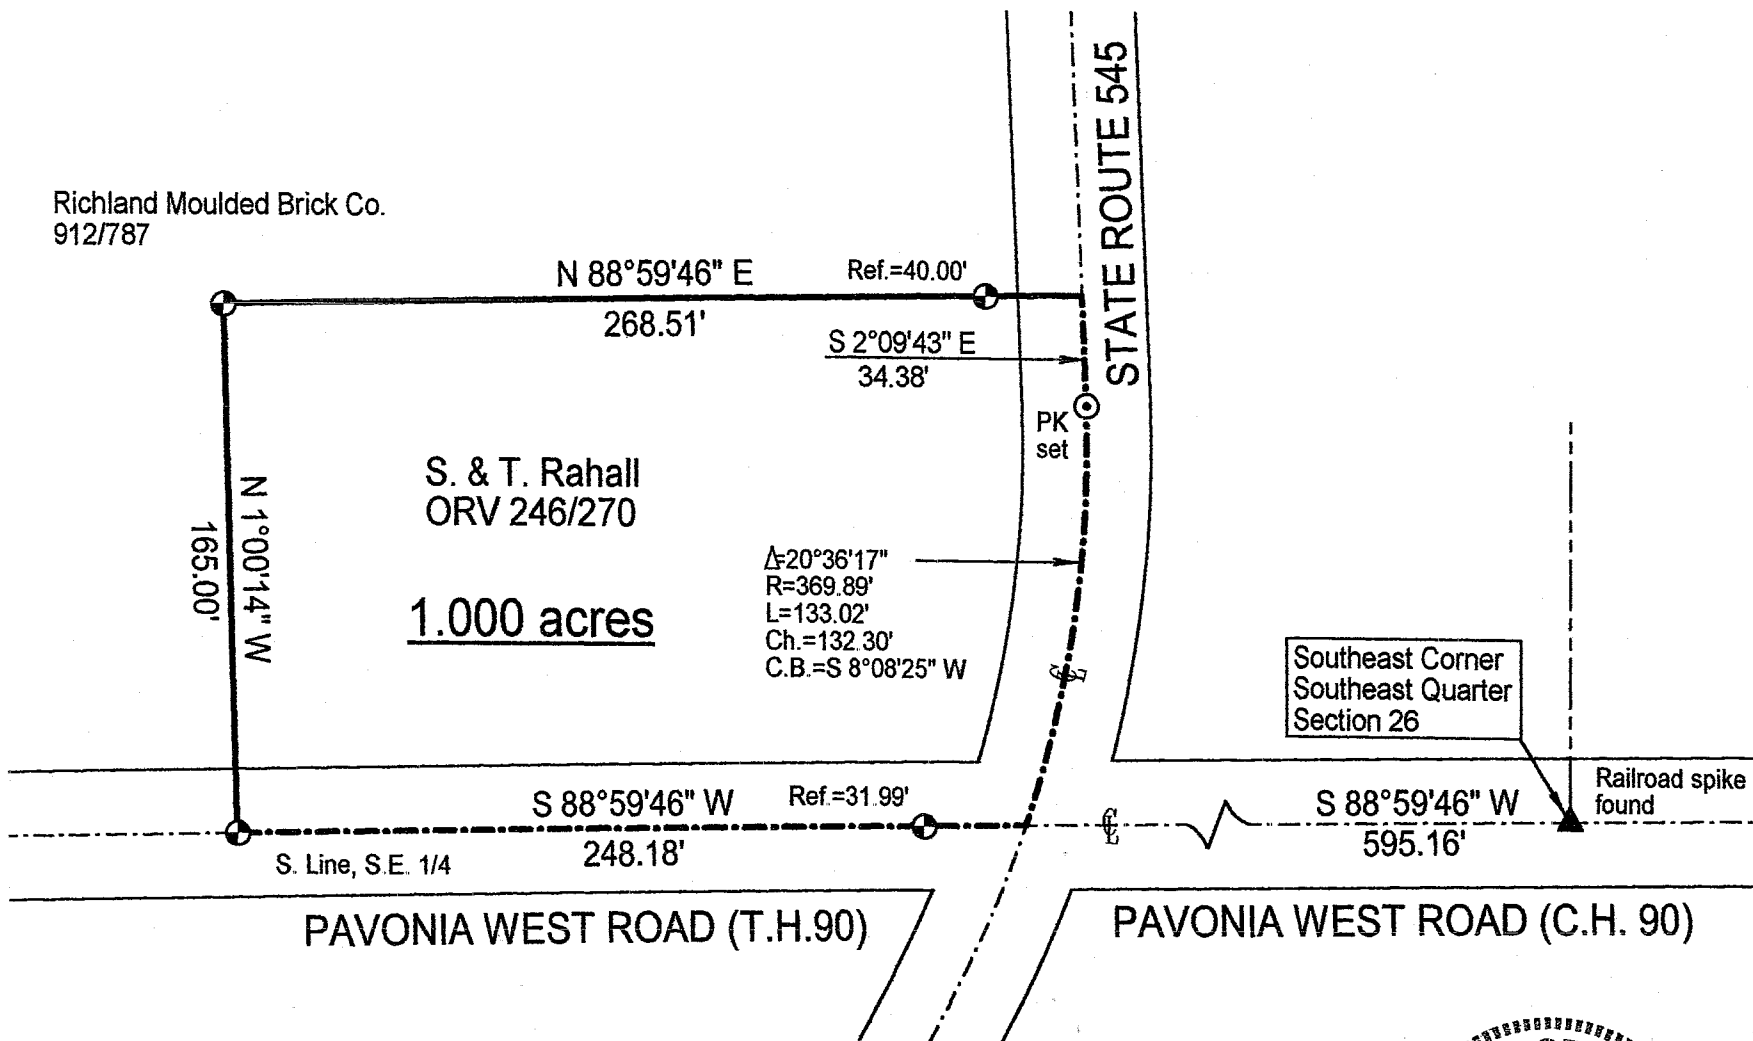 STATE ROUTE 545
Richland Moulded Brick Co.
912/787
N 88°59'46" E
Ref.=40.00'
268.51'
S 2°09'43" E
34.38'
PK
set
S. & T. Rahall
ORV 246/270
N 1°00'14" W
165.00'
Δ=20°36'17"
R=369.89'
L=133.02'
Ch.=132.30'
C.B.=S 8°08'25" W
1.000 acres
Southeast Corner
Southeast Quarter
Section 26
Railroad spike
found
S 88°59'46" W
Ref.=31.99'
248.18'
S 88°59'46" W
595.16'
S. Line, S.E. 1/4
PAVONIA WEST ROAD (T.H.90)
PAVONIA WEST ROAD (C.H. 90)